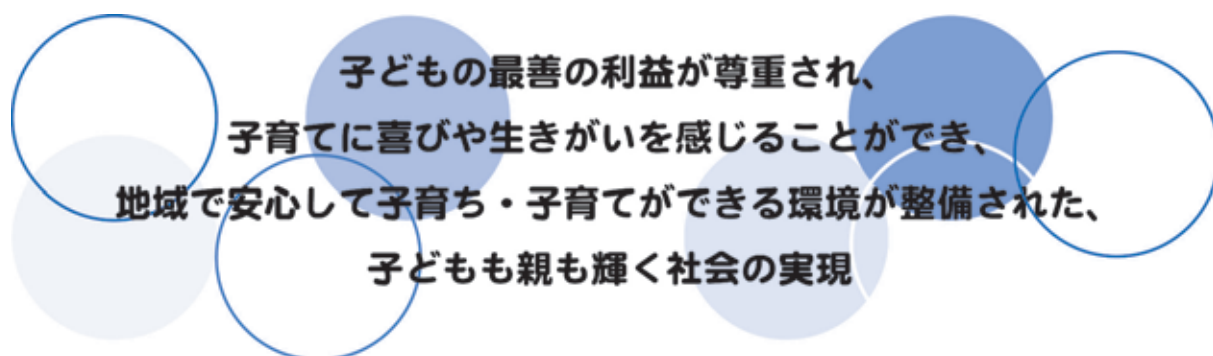 子どもの最善の利益が尊重され、
子育てに喜びや生きがいを感じることができ、
地域で安心して子育ち・子育てができる環境が整備された、
子どもも親も輝く社会の実現